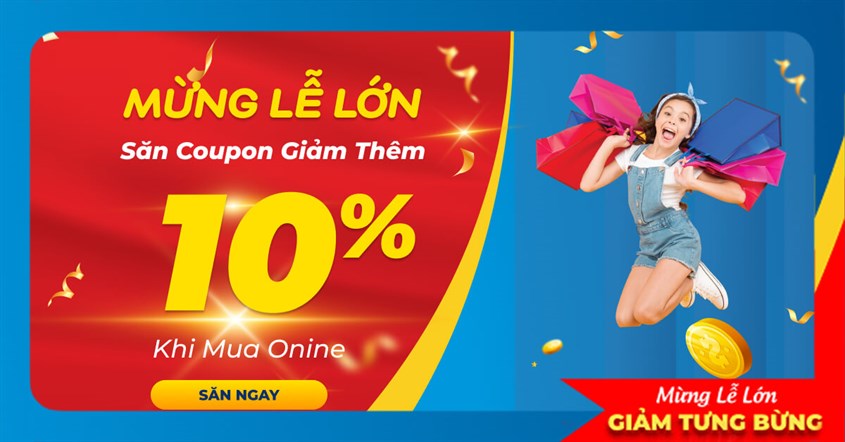 MỪNG LỄ LỚN
Săn Coupon Giảm Thêm
10%
Khi Mua Onine
SĂN NGAY
Mừng Lễ Lớn
GIẢM TƯNG BỪNG